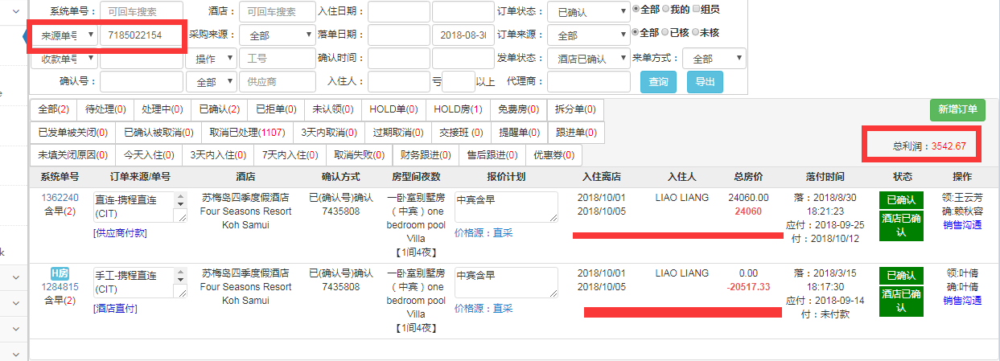 系统单号： 可回车搜索 酒店： 可回车搜索 入住日期： 订单状态： 已确认 全部 我的 组员
来源单号 7185022154 采购来源： 全部 落单日期： 2018-08-30 订单来源： 全部 全部 已核 未核
收款单号 操作 工号 确认时间： 发单状态： 酒店已确认 来单方式： 全部
确认号： 全部 供应商 入住人： 亏 以上 代理商： 查询 导出
全部(2) 待处理(0) 处理中(0) 已确认(2) 已拒单(0) 未认领(0) HOLD单(0) HOLD房(1) 免费房(0) 拆分单(0) 新增订单
已发单被关闭(0) 已确认被取消(0) 取消已处理(1107) 3天内取消(0) 过期取消(0) 交接班 (0) 提醒单(0) 跟进单(0)
总利润：3542.67
未填关闭原因(0) 今天入住(0) 3天内入住(0) 7天内入住(0) 取消失败(0) 财务跟进(0) 售后跟进(0) 优惠券(0)
系统单号 订单来源/单号 酒店 确认方式 房型间夜数 报价计划 入住离店 入住人 总房价 落付时间 状态 操作
1362240 直连-携程直连 苏梅岛四季度假酒店 已(确认号)确认 一卧室别墅房 中宾含早 2018/10/01 LIAO LIANG 24060.00 落：2018/8/30 已确认 领:王云芳
含早(2) (CIT) Four Seasons Resort 7435808 （中宾）one 2018/10/05 24060 18:21:23 酒店已确 确:赖秋容
[供应商付款] Koh Samui bedroom pool 价格源：直采 应付：2018-09-25 认 销售沟通
Villa 付：2018/10/12
【1间4夜】
H房 手工-携程直连 苏梅岛四季度假酒店 已(确认号)确认 一卧室别墅房 中宾含早 2018/10/01 LIAO LIANG 0.00 落：2018/3/15 已确认 领:叶倩
1284815 (CIT) Four Seasons Resort 7435808 （中宾）one 2018/10/05 -20517.33 18:17:30 酒店已确 确:叶倩
含早(2) [酒店直付] Koh Samui bedroom pool 价格源：直采 应付：2018-09-14 认 销售沟通
Villa 付：未付款
【1间4夜】